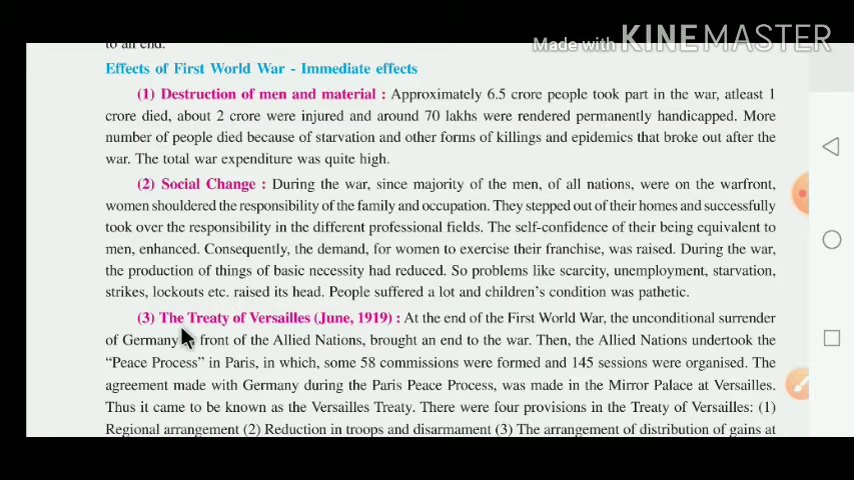 to an end.
Made with KINEMASTER
Effects of First World War - Immediate effects
(1) Destruction of men and material : Approximately 6.5 crore people took part in the war, atleast 1
crore died, about 2 crore were injured and around 70 lakhs were rendered permanently handicapped. More
number of people died because of starvation and other forms of killings and epidemics that broke out after the
war. The total war expenditure was quite high.
(2) Social Change : During the war, since majority of the men, of all nations, were on the warfront,
women shouldered the responsibility of the family and occupation. They stepped out of their homes and successfully
took over the responsibility in the different professional fields. The self-confidence of their being equivalent to
men, enhanced. Consequently, the demand, for women to exercise their franchise, was raised. During the war,
the production of things of basic necessity had reduced. So problems like scarcity, unemployment, starvation,
strikes, lockouts etc. raised its head. People suffered a lot and children's condition was pathetic.
(3) The Treaty of Versailles (June, 1919) : At the end of the First World War, the unconditional surrender
of Germany front of the Allied Nations, brought an end to the war. Then, the Allied Nations undertook the
“Peace Process” in Paris, in which, some 58 commissions were formed and 145 sessions were organised. The
agreement made with Germany during the Paris Peace Process, was made in the Mirror Palace at Versailles.
Thus it came to be known as the Versailles Treaty. There were four provisions in the Treaty of Versailles: (1)
Regional arrangement (2) Reduction in troops and disarmament (3) The arrangement of distribution of gains at